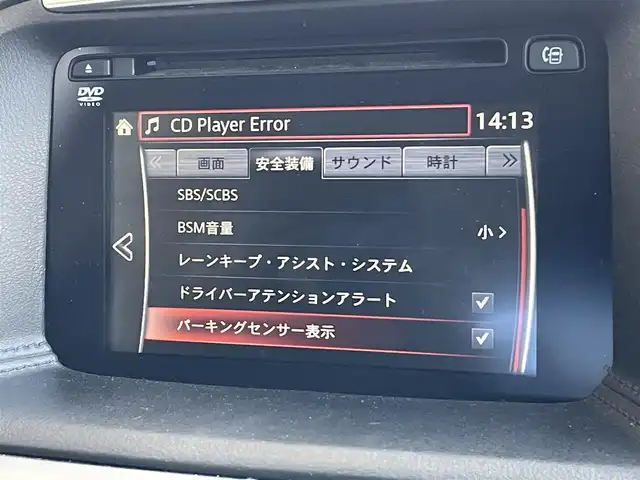 DVD
VIDEO
CD Player Error
14:13
画面
安全装備
サウンド
時計
SBS/SCBS
BSM音量
小
レーンキープ・アシスト・システム
ドライバーアテンションアラート
パーキングセンサー表示